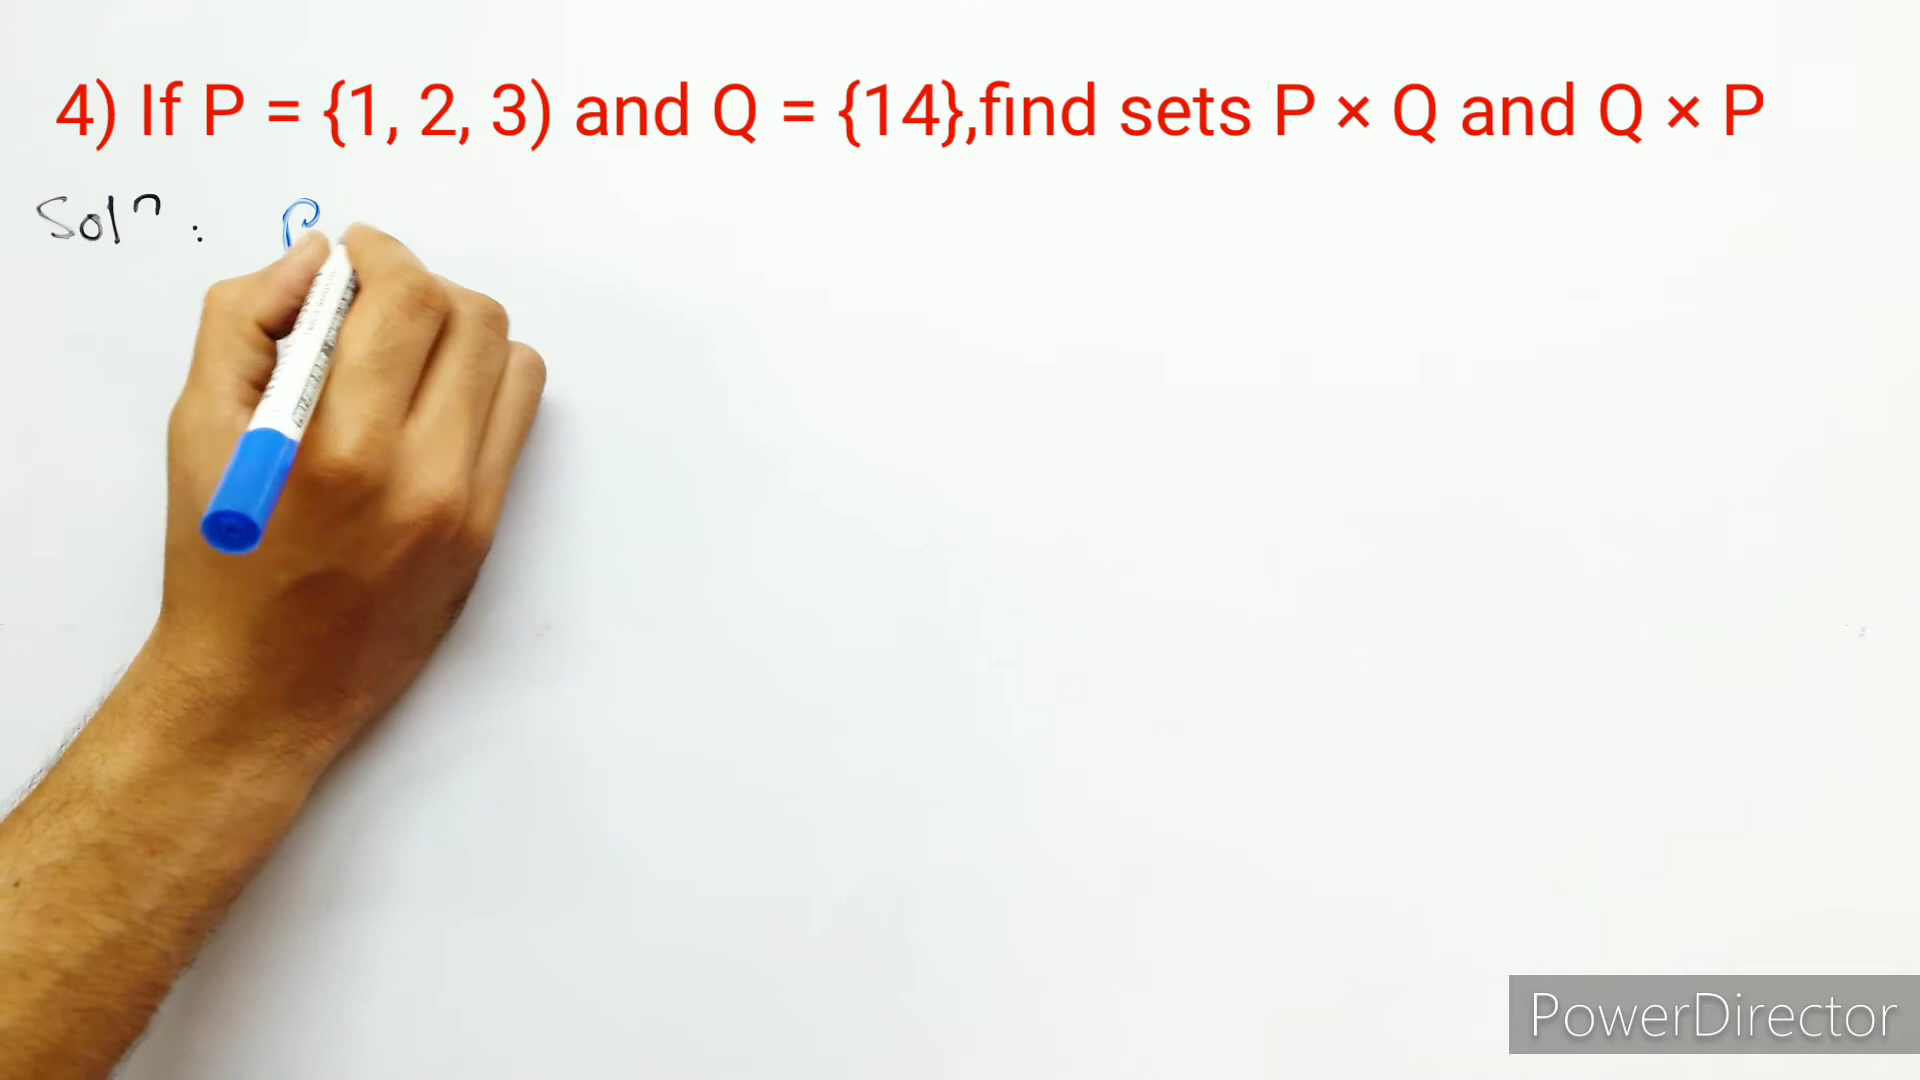 4) If P = {1, 2, 3) and Q = {14},find sets P × Q and Q × P
Solⁿ : P
PowerDirector